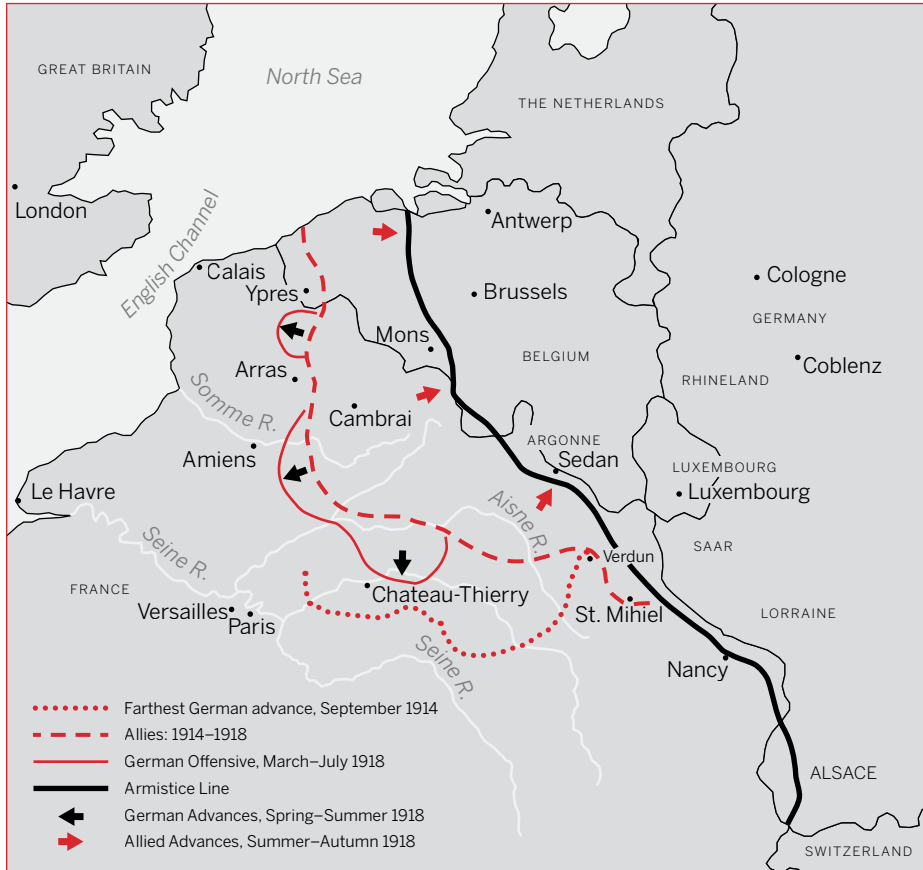 GREAT BRITAIN
North Sea
THE NETHERLANDS
London
English Channel
Antwerp
Calais
Ypres
Brussels
Cologne
GERMANY
Mons
BELGIUM
Coblenz
Arras
RHINELAND
Somme R.
Cambrai
Amiens
ARGONNE
Sedan
LUXEMBOURG
Luxembourg
Le Havre
Aisne R.
Seine R.
Verdun
SAAR
FRANCE
Chateau-Thierry
Versailles
Paris
St. Mihiel
LORRAINE
Seine R.
Nancy
Farthest German advance, September 1914
Allies: 1914–1918
German Offensive, March–July 1918
Armistice Line
ALSACE
German Advances, Spring–Summer 1918
Allied Advances, Summer–Autumn 1918
SWITZERLAND